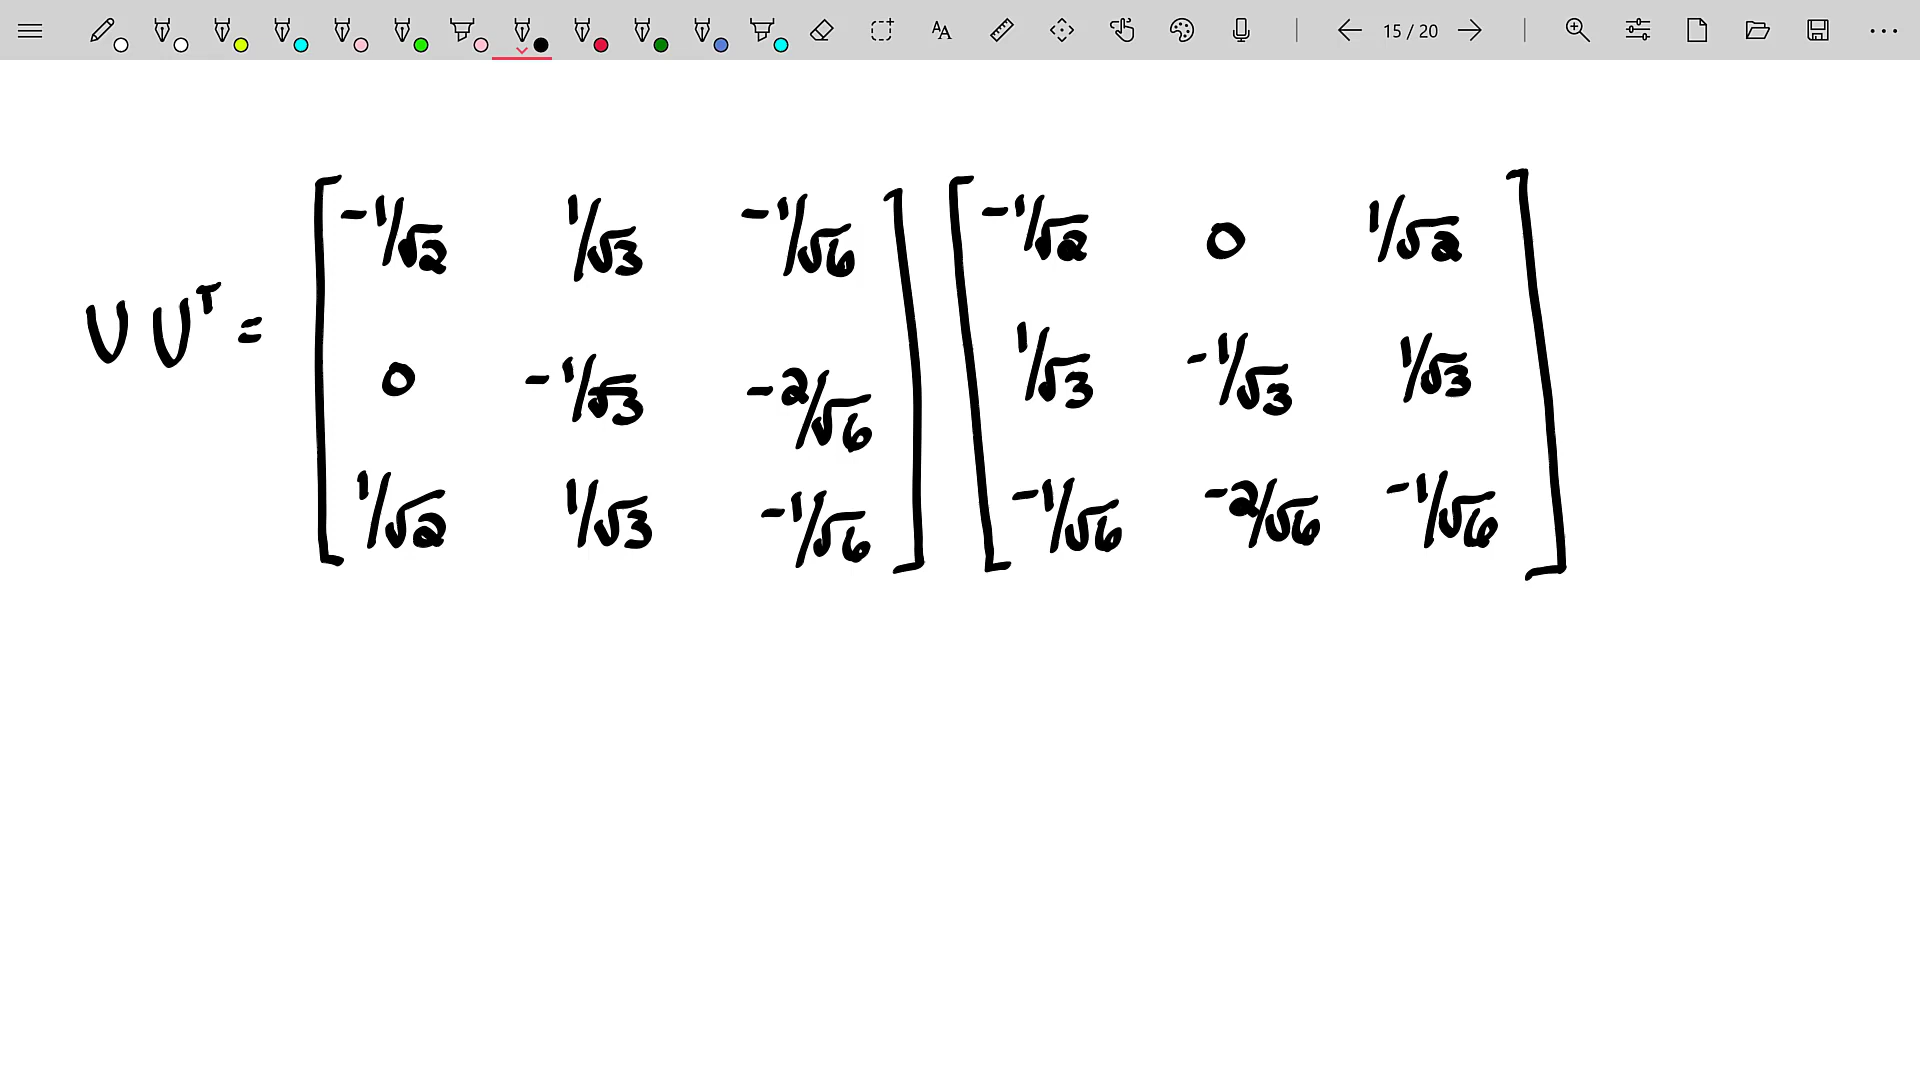 15 / 20
U U^T = [ -1/√2 1/√3 -1/√6 ] [ -1/√2 0 1/√2 ]
[ 0 -1/√3 -2/√6 ] [ 1/√3 -1/√3 1/√3 ]
[ 1/√2 1/√3 -1/√6 ] [ -1/√6 -2/√6 -1/√6 ]